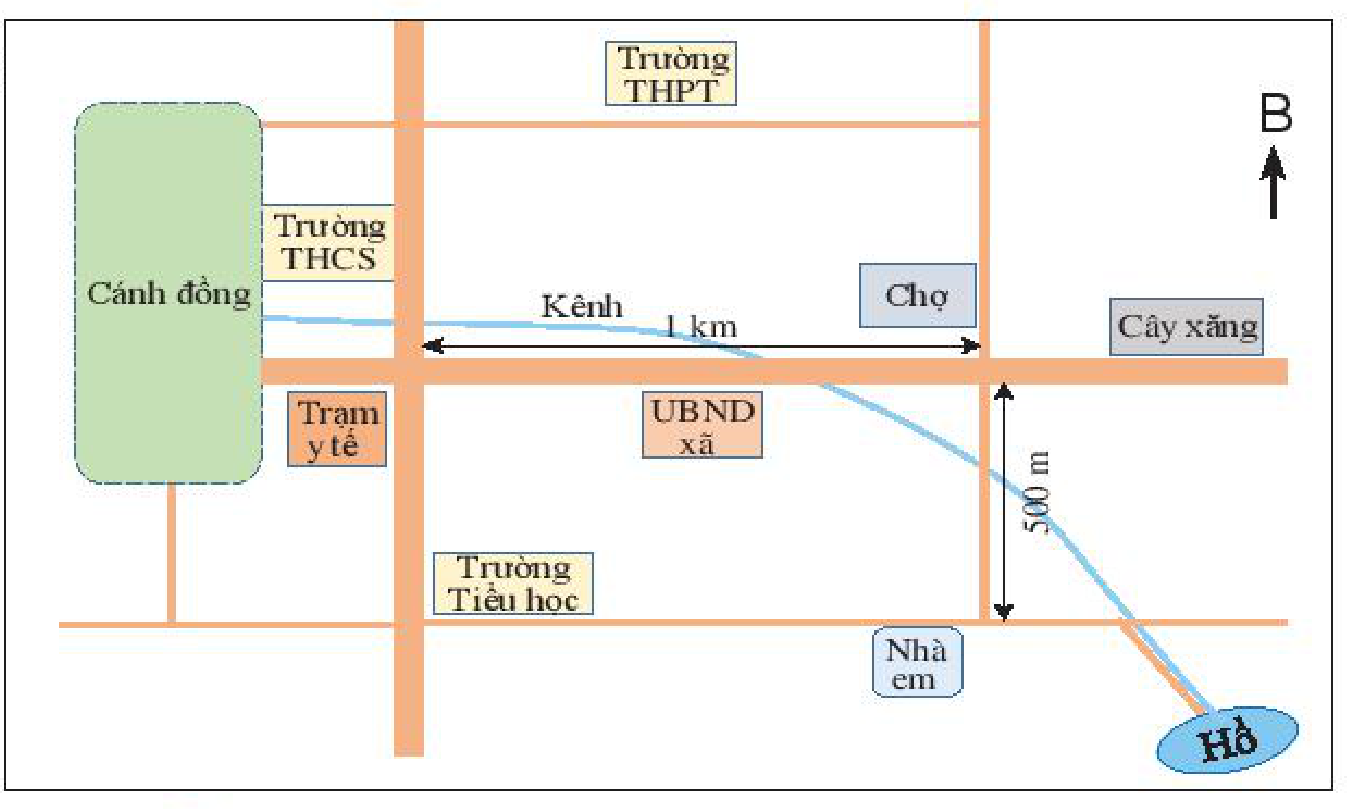 Trường
THPT
B
Trường
THCS
Cánh đồng
Kênh
1 km
Chợ
Cây xăng
Trạm
y tế
UBND
xã
500 m
Trường
Tiểu học
Nhà
em
Hồ